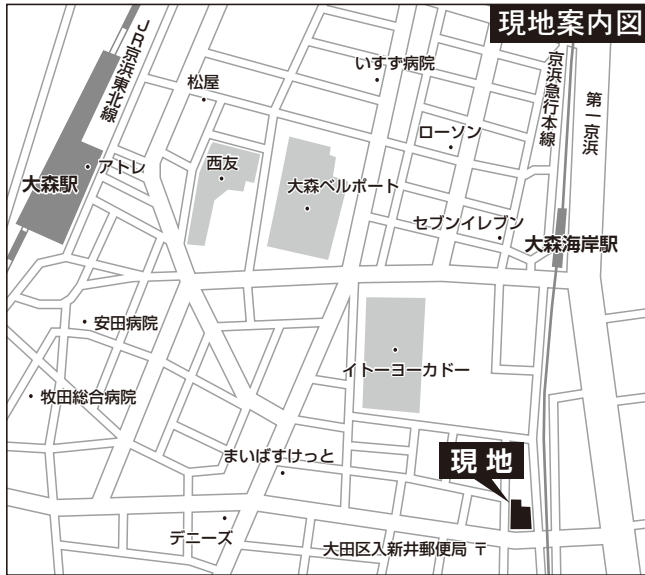 現地案内図
JR京浜東北線
いすず病院
京浜急行本線
第一京浜
松屋
ローソン
アトレ
西友
大森駅
大森ベルポート
セブンイレブン
大森海岸駅
安田病院
イトーヨーカドー
牧田総合病院
まいばすけっと
現地
デニーズ
大田区入新井郵便局 〒